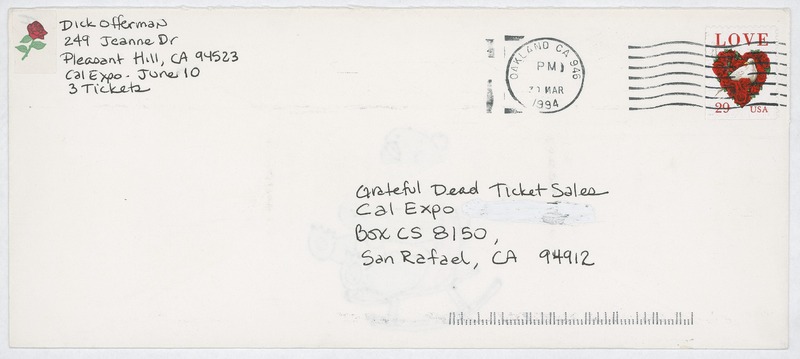 Dick Offerman
249 Jeanne Dr
Pleasant Hill, CA 94523
Cal Expo - June 10
3 Tickets
OAKLAND CA 946
PM
MAR
1994
LOVE
29 USA
Grateful Dead Ticket Sales
Cal Expo
Box CS 8150,
San Rafael, CA 94912